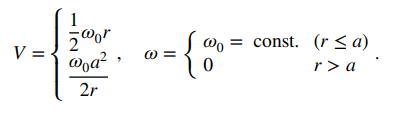 V = { 1/2 ω₀r , ω = { ω₀ = const. (r ≤ a)
ω₀a²/2r 0 r > a .